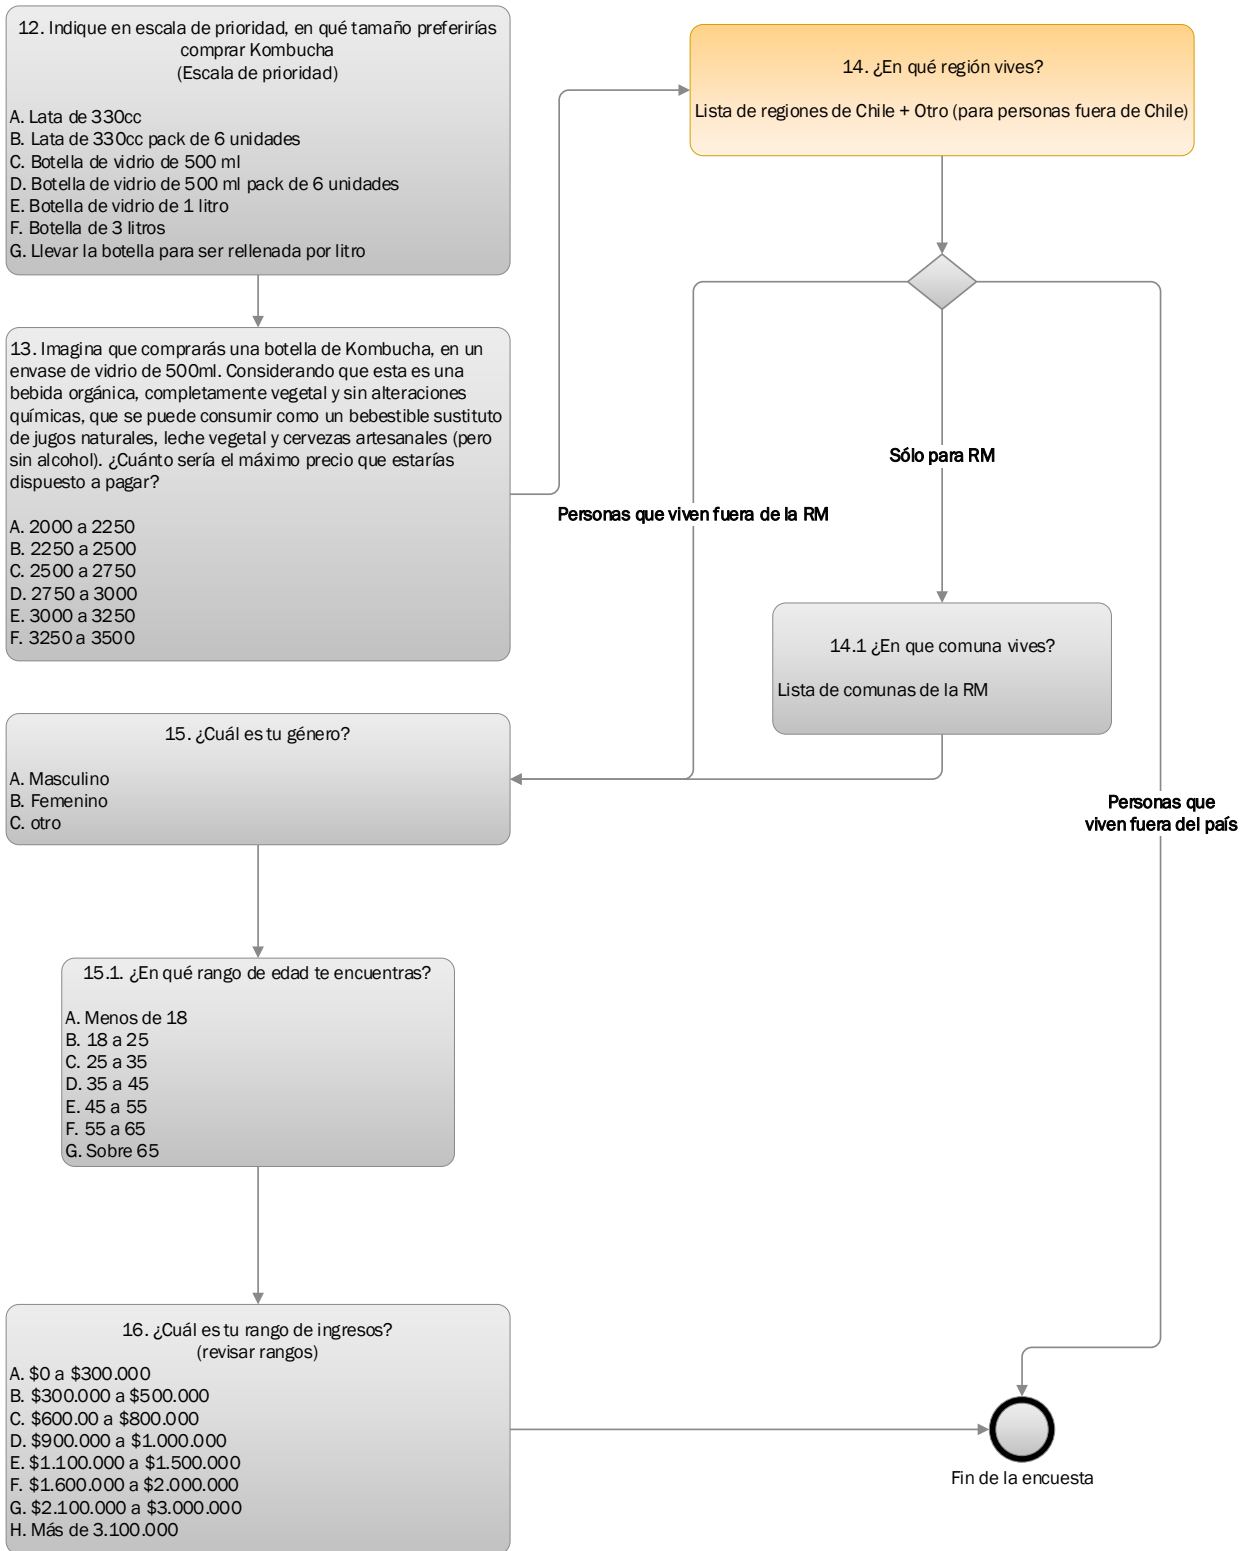 12. Indique en escala de prioridad, en qué tamaño preferirías
comprar Kombucha
(Escala de prioridad)
A. Lata de 330cc
B. Lata de 330cc pack de 6 unidades
C. Botella de vidrio de 500 ml
D. Botella de vidrio de 500 ml pack de 6 unidades
E. Botella de vidrio de 1 litro
F. Botella de 3 litros
G. Llevar la botella para ser rellenada por litro
13. Imagina que comprarás una botella de Kombucha, en un
envase de vidrio de 500ml. Considerando que esta es una
bebida orgánica, completamente vegetal y sin alteraciones
químicas, que se puede consumir como un bebestible sustituto
de jugos naturales, leche vegetal y cervezas artesanales (pero
sin alcohol). ¿Cuánto sería el máximo precio que estarías
dispuesto a pagar?
A. 2000 a 2250
B. 2250 a 2500
C. 2500 a 2750
D. 2750 a 3000
E. 3000 a 3250
F. 3250 a 3500
14. ¿En qué región vives?
Lista de regiones de Chile + Otro (para personas fuera de Chile)
Sólo para RM
Personas que viven fuera de la RM
14.1 ¿En que comuna vives?
Lista de comunas de la RM
Personas que
viven fuera del país
15. ¿Cuál es tu género?
A. Masculino
B. Femenino
C. otro
15.1. ¿En qué rango de edad te encuentras?
A. Menos de 18
B. 18 a 25
C. 25 a 35
D. 35 a 45
E. 45 a 55
F. 55 a 65
G. Sobre 65
16. ¿Cuál es tu rango de ingresos?
(revisar rangos)
A. $0 a $300.000
B. $300.000 a $500.000
C. $600.00 a $800.000
D. $900.000 a $1.000.000
E. $1.100.000 a $1.500.000
F. $1.600.000 a $2.000.000
G. $2.100.000 a $3.000.000
H. Más de 3.100.000
Fin de la encuesta